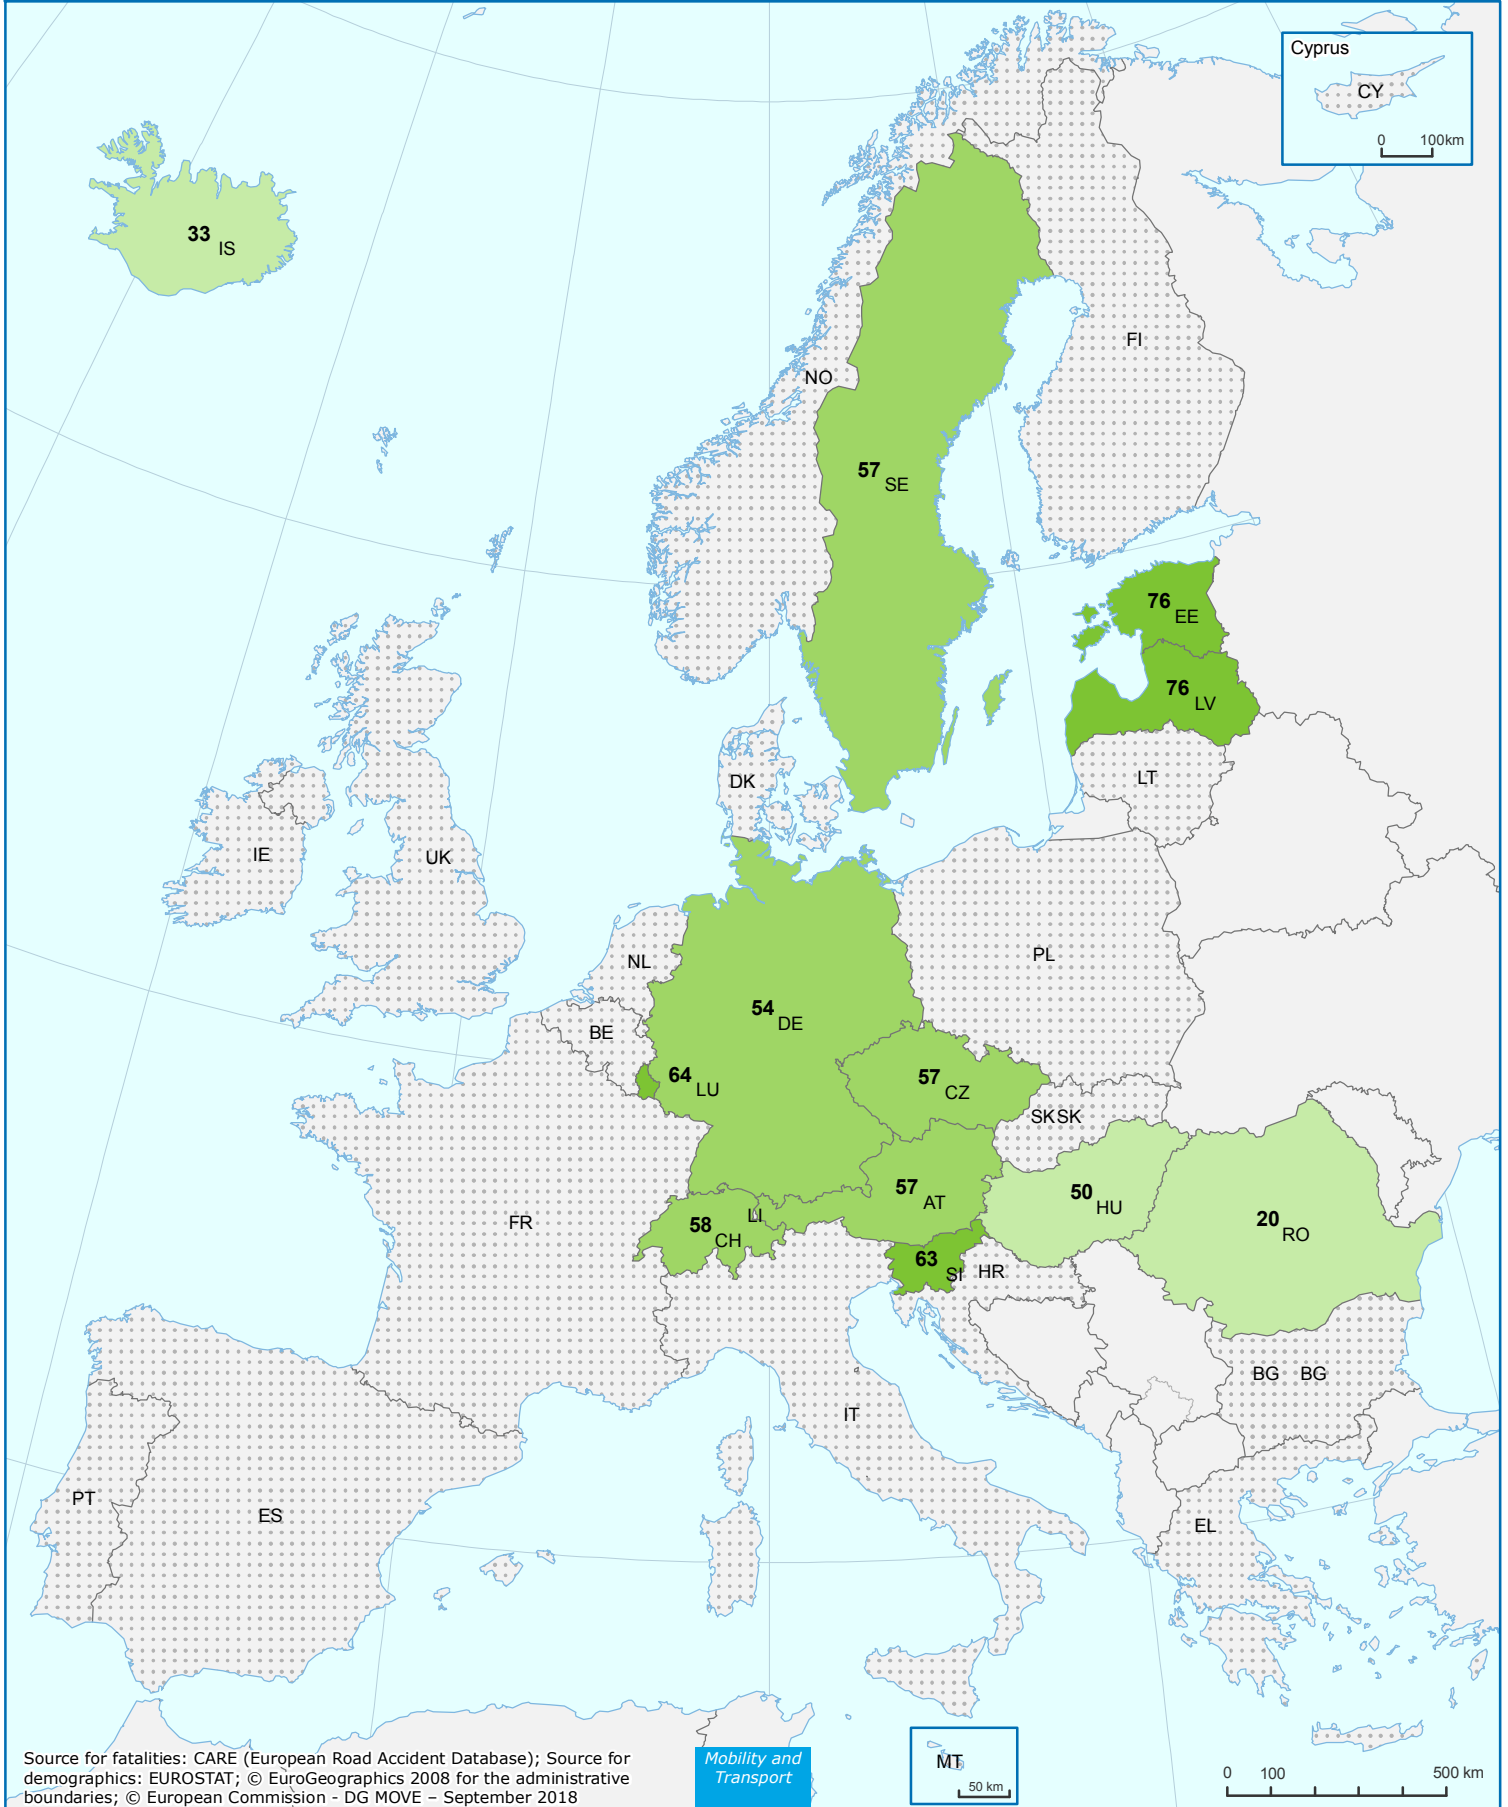 Cyprus
CY
0 100km
33 IS
FI
NO
57 SE
76 EE
76 LV
LT
DK
IE
UK
PL
NL
54 DE
BE
64 LU
57 CZ
SK SK
57 AT
50 HU
LI
58 CH
20 RO
FR
63 SI
HR
BG BG
IT
PT
ES
EL
Source for fatalities: CARE (European Road Accident Database); Source for
demographics: EUROSTAT; © EuroGeographics 2008 for the administrative
boundaries; © European Commission - DG MOVE – September 2018
Mobility and
Transport
MT
50 km
0 100 500 km